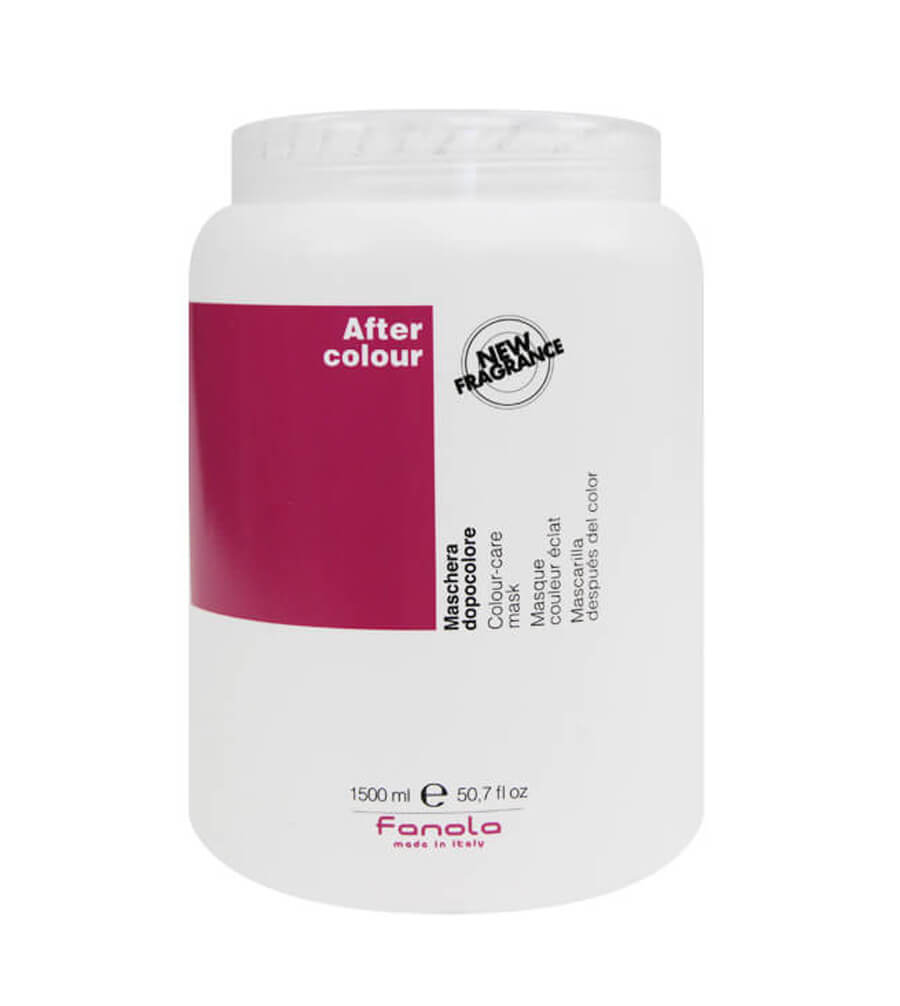 After
colour
NEW
FRAGRANCE
Maschera
dopocolore
Colour-care
mask
Masque
couleur éclat
Mascarilla
después del color
1500 ml e 50,7 fl oz
fanola
made in italy